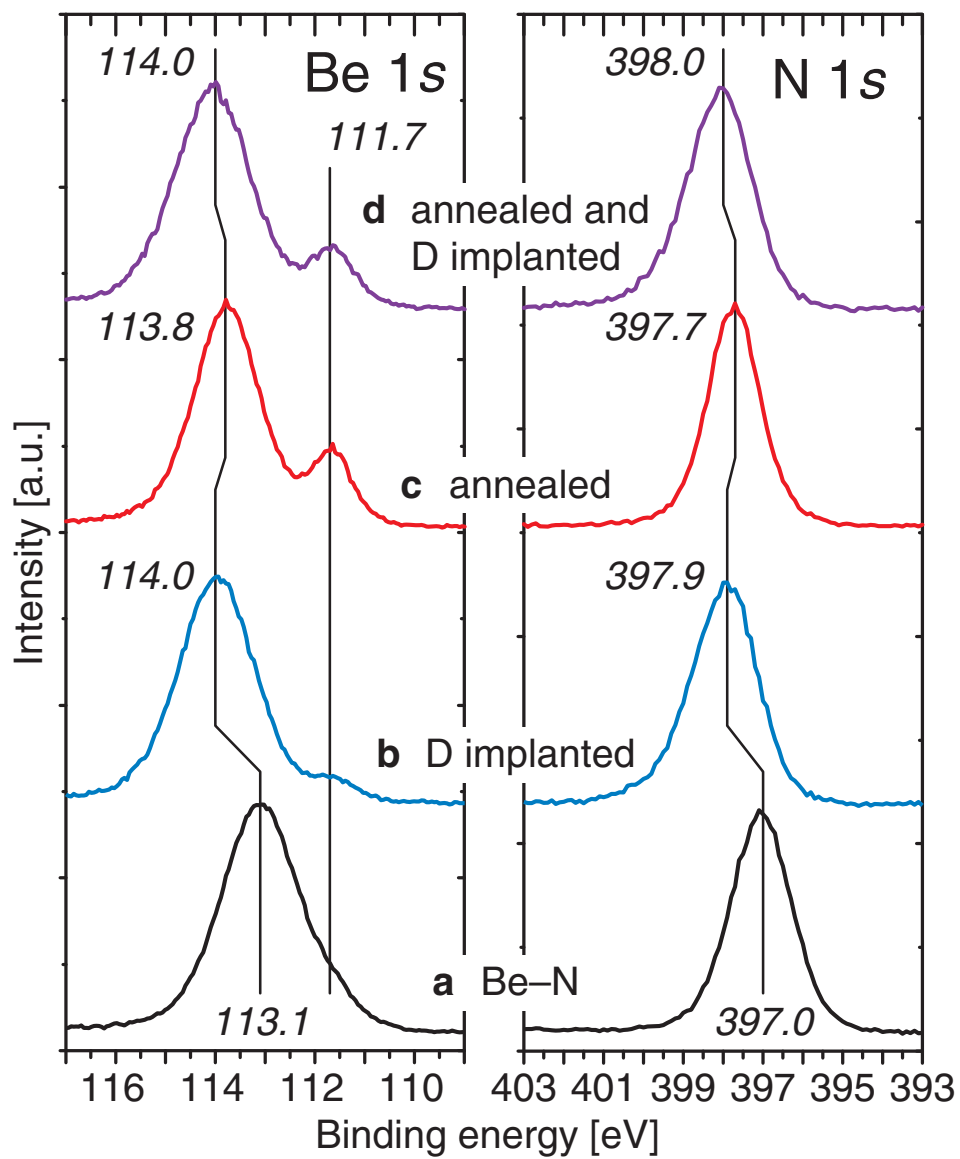 114.0
Be 1s
398.0
N 1s
111.7
d annealed and
D implanted
113.8
397.7
c annealed
Intensity [a.u.]
114.0
397.9
b D implanted
a Be–N
113.1
397.0
116 114 112 110 403 401 399 397 395 393
Binding energy [eV]